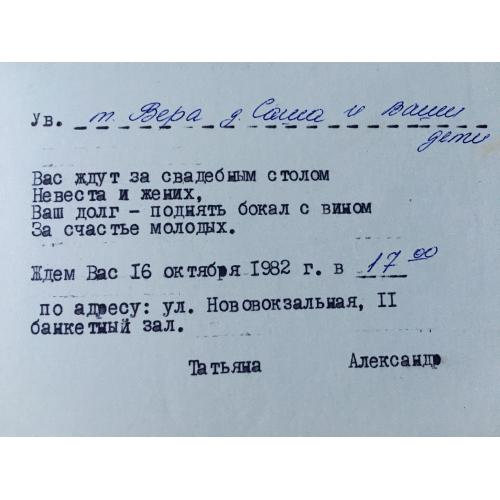 Ув. т. Вера д. Саша и ваши
дети
Вас ждут за свадебным столом
Невеста и жених,
Ваш долг – поднять бокал с вином
За счастье молодых.
Ждем Вас 16 октября 1982 г. в 17⁰⁰
по адресу: ул. Нововокзальная, II
банкетный зал.
Татьяна Александр